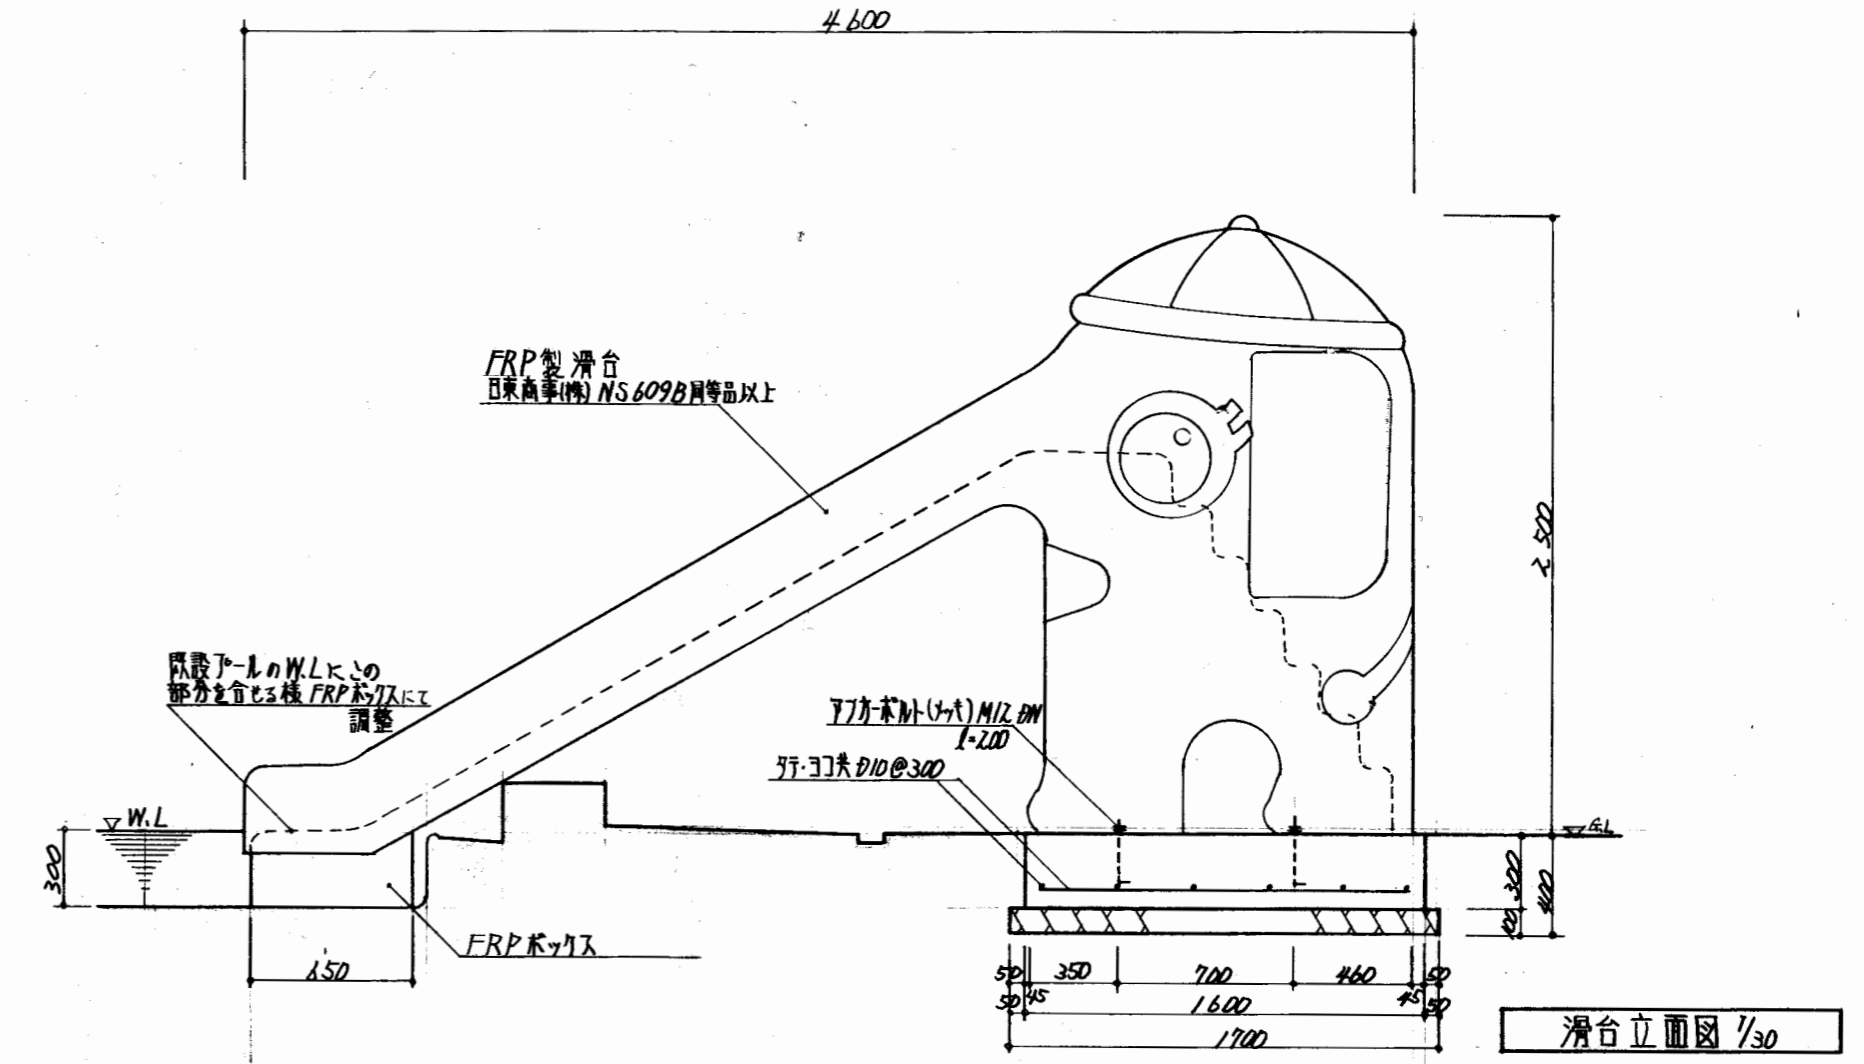 4600
FRP製滑台
日東商事(株) NS609B同等品以上
2500
既設プールのW.Lにこの
部分を合せる様 FRPボックスにて
調整
アンカーボルト(メッキ) M12
l=200
タテ・ヨコ共 D10@300
W.L
G.L
300
300
400
100
FRPボックス
650
50
350
700
460
50
50
45
1600
45
50
1700
滑台立面図 1/30